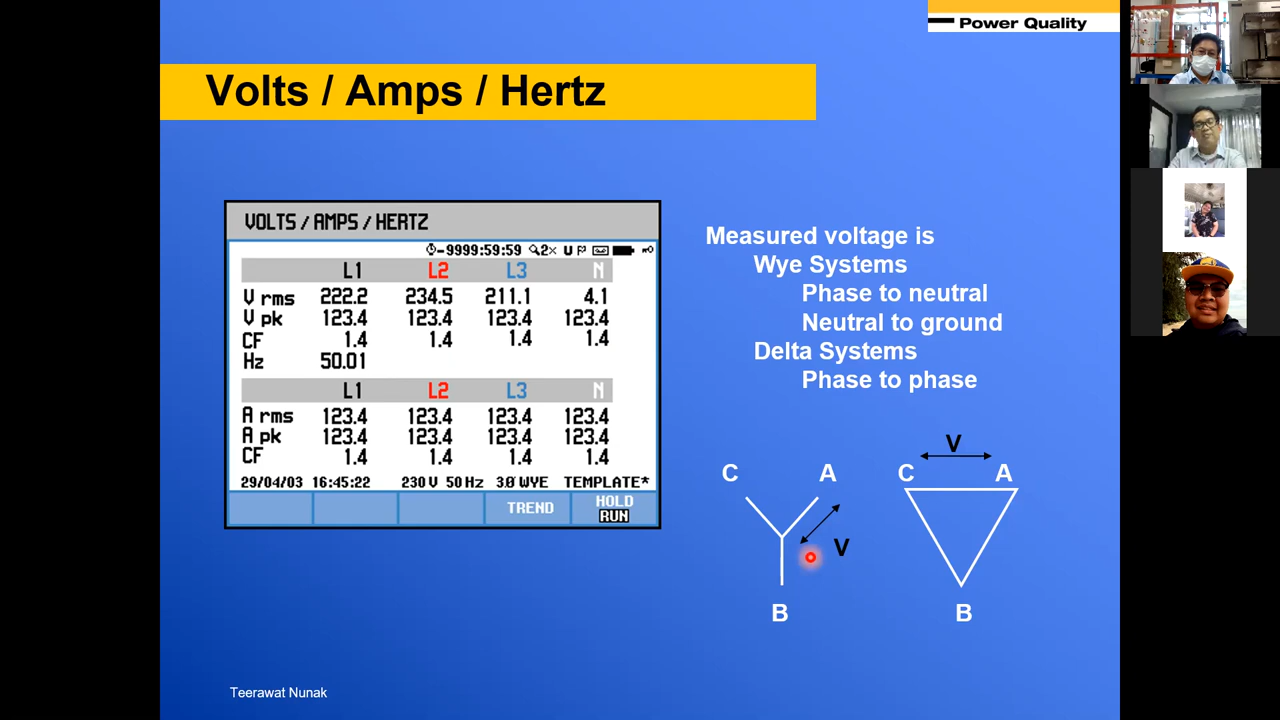 Power Quality
Volts / Amps / Hertz
VOLTS / AMPS / HERTZ
-9999:59:59 2x U
L1 L2 L3 N
V rms 222.2 234.5 211.1 4.1
V pk 123.4 123.4 123.4 123.4
CF 1.4 1.4 1.4 1.4
Hz 50.01
L1 L2 L3 N
A rms 123.4 123.4 123.4 123.4
A pk 123.4 123.4 123.4 123.4
CF 1.4 1.4 1.4 1.4
29/04/03 16:45:22 230 V 50 Hz 3Ø WYE TEMPLATE*
TREND HOLD
RUN
Measured voltage is
Wye Systems
Phase to neutral
Neutral to ground
Delta Systems
Phase to phase
V
C A C A
V
B B
Teerawat Nunak